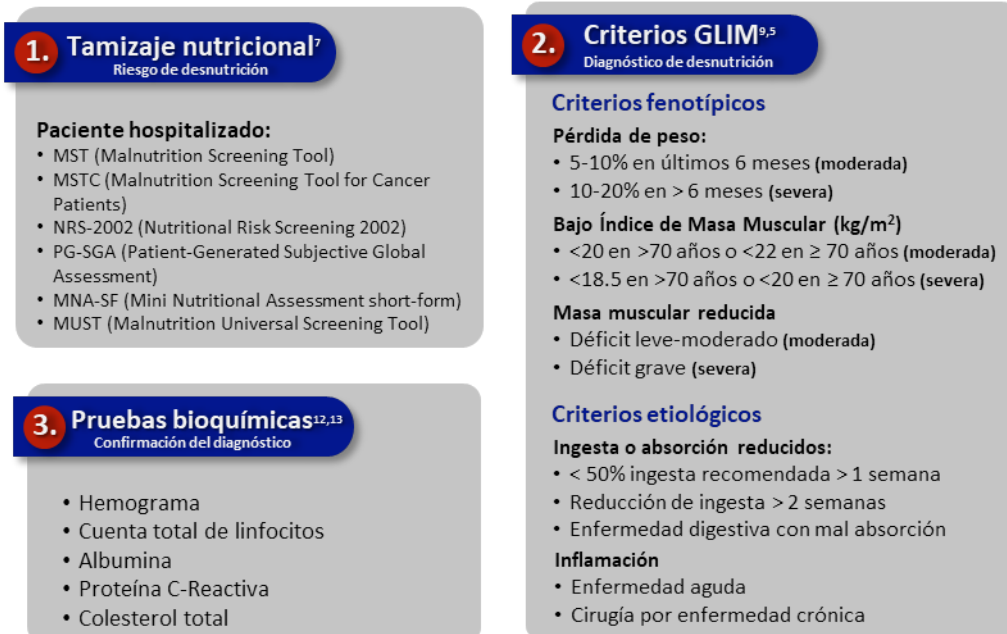 1. Tamizaje nutricional⁷
Riesgo de desnutrición
Paciente hospitalizado:
• MST (Malnutrition Screening Tool)
• MSTC (Malnutrition Screening Tool for Cancer
Patients)
• NRS-2002 (Nutritional Risk Screening 2002)
• PG-SGA (Patient-Generated Subjective Global
Assessment)
• MNA-SF (Mini Nutritional Assessment short-form)
• MUST (Malnutrition Universal Screening Tool)
2. Criterios GLIM⁹,⁵
Diagnóstico de desnutrición
Criterios fenotípicos
Pérdida de peso:
• 5-10% en últimos 6 meses (moderada)
• 10-20% en > 6 meses (severa)
Bajo Índice de Masa Muscular (kg/m²)
• <20 en >70 años o <22 en ≥ 70 años (moderada)
• <18.5 en >70 años o <20 en ≥ 70 años (severa)
Masa muscular reducida
• Déficit leve-moderado (moderada)
• Déficit grave (severa)
Criterios etiológicos
Ingesta o absorción reducidos:
• < 50% ingesta recomendada > 1 semana
• Reducción de ingesta > 2 semanas
• Enfermedad digestiva con mal absorción
Inflamación
• Enfermedad aguda
• Cirugía por enfermedad crónica
3. Pruebas bioquímicas¹²,¹³
Confirmación del diagnóstico
• Hemograma
• Cuenta total de linfocitos
• Albumina
• Proteína C-Reactiva
• Colesterol total